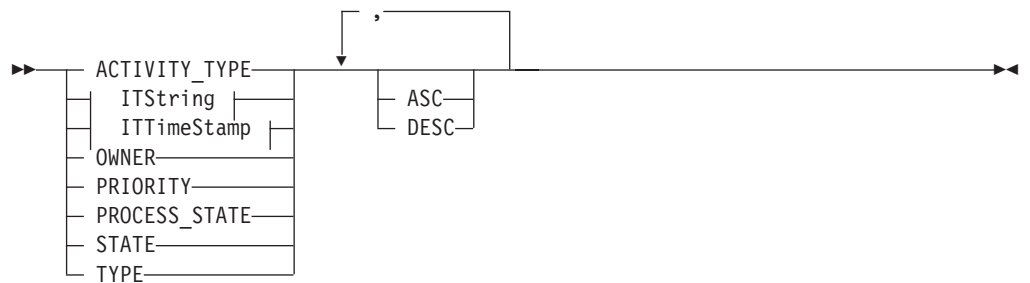 ,
ACTIVITY_TYPE
ITString
ASC
ITTimeStamp
DESC
OWNER
PRIORITY
PROCESS_STATE
STATE
TYPE